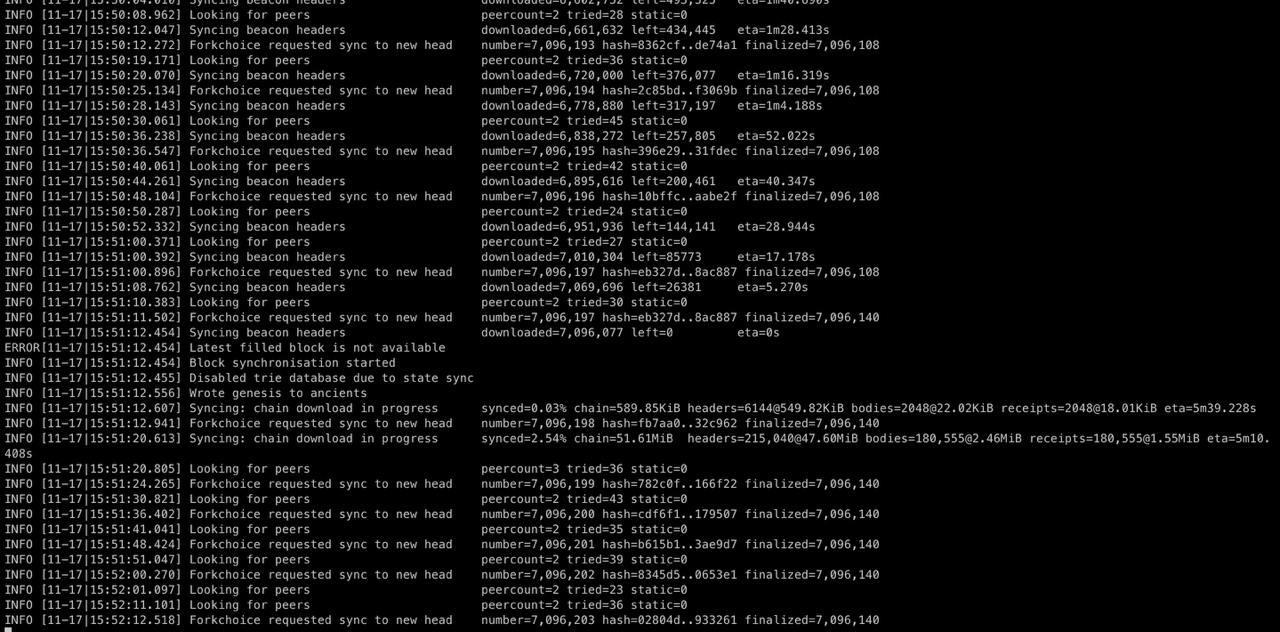 INFO [11-17|15:50:04.010] Syncing beacon headers downloaded=6,602,752 left=493,325 eta=1m40.690s
INFO [11-17|15:50:08.962] Looking for peers peercount=2 tried=28 static=0
INFO [11-17|15:50:12.047] Syncing beacon headers downloaded=6,661,632 left=434,445 eta=1m28.413s
INFO [11-17|15:50:12.272] Forkchoice requested sync to new head number=7,096,193 hash=8362cf..de74a1 finalized=7,096,108
INFO [11-17|15:50:19.171] Looking for peers peercount=2 tried=36 static=0
INFO [11-17|15:50:20.070] Syncing beacon headers downloaded=6,720,000 left=376,077 eta=1m16.319s
INFO [11-17|15:50:25.134] Forkchoice requested sync to new head number=7,096,194 hash=2c85bd..f3069b finalized=7,096,108
INFO [11-17|15:50:28.143] Syncing beacon headers downloaded=6,778,880 left=317,197 eta=1m4.188s
INFO [11-17|15:50:30.061] Looking for peers peercount=2 tried=45 static=0
INFO [11-17|15:50:36.238] Syncing beacon headers downloaded=6,838,272 left=257,805 eta=52.022s
INFO [11-17|15:50:36.547] Forkchoice requested sync to new head number=7,096,195 hash=396e29..31fdec finalized=7,096,108
INFO [11-17|15:50:40.061] Looking for peers peercount=2 tried=42 static=0
INFO [11-17|15:50:44.261] Syncing beacon headers downloaded=6,895,616 left=200,461 eta=40.347s
INFO [11-17|15:50:48.104] Forkchoice requested sync to new head number=7,096,196 hash=10bffc..aabe2f finalized=7,096,108
INFO [11-17|15:50:50.287] Looking for peers peercount=2 tried=24 static=0
INFO [11-17|15:50:52.332] Syncing beacon headers downloaded=6,951,936 left=144,141 eta=28.944s
INFO [11-17|15:51:00.371] Looking for peers peercount=2 tried=27 static=0
INFO [11-17|15:51:00.392] Syncing beacon headers downloaded=7,010,304 left=85773 eta=17.178s
INFO [11-17|15:51:00.896] Forkchoice requested sync to new head number=7,096,197 hash=eb327d..8ac887 finalized=7,096,108
INFO [11-17|15:51:08.762] Syncing beacon headers downloaded=7,069,696 left=26381 eta=5.270s
INFO [11-17|15:51:10.383] Looking for peers peercount=2 tried=30 static=0
INFO [11-17|15:51:11.502] Forkchoice requested sync to new head number=7,096,197 hash=eb327d..8ac887 finalized=7,096,140
INFO [11-17|15:51:12.454] Syncing beacon headers downloaded=7,096,077 left=0 eta=0s
ERROR[11-17|15:51:12.454] Latest filled block is not available
INFO [11-17|15:51:12.454] Block synchronisation started
INFO [11-17|15:51:12.455] Disabled trie database due to state sync
INFO [11-17|15:51:12.556] Wrote genesis to ancients
INFO [11-17|15:51:12.607] Syncing: chain download in progress synced=0.03% chain=589.85KiB headers=6144@549.82KiB bodies=2048@22.02KiB receipts=2048@18.01KiB eta=5m39.228s
INFO [11-17|15:51:12.941] Forkchoice requested sync to new head number=7,096,198 hash=fb7aa0..32c962 finalized=7,096,140
INFO [11-17|15:51:20.613] Syncing: chain download in progress synced=2.54% chain=51.61MiB headers=215,040@47.60MiB bodies=180,555@2.46MiB receipts=180,555@1.55MiB eta=5m10.
408s
INFO [11-17|15:51:20.805] Looking for peers peercount=3 tried=36 static=0
INFO [11-17|15:51:24.265] Forkchoice requested sync to new head number=7,096,199 hash=782c0f..166f22 finalized=7,096,140
INFO [11-17|15:51:30.821] Looking for peers peercount=2 tried=43 static=0
INFO [11-17|15:51:36.402] Forkchoice requested sync to new head number=7,096,200 hash=cdf6f1..179507 finalized=7,096,140
INFO [11-17|15:51:41.041] Looking for peers peercount=2 tried=35 static=0
INFO [11-17|15:51:48.424] Forkchoice requested sync to new head number=7,096,201 hash=b615b1..3ae9d7 finalized=7,096,140
INFO [11-17|15:51:51.047] Looking for peers peercount=2 tried=39 static=0
INFO [11-17|15:52:00.270] Forkchoice requested sync to new head number=7,096,202 hash=8345d5..0653e1 finalized=7,096,140
INFO [11-17|15:52:01.097] Looking for peers peercount=2 tried=23 static=0
INFO [11-17|15:52:11.101] Looking for peers peercount=2 tried=36 static=0
INFO [11-17|15:52:12.518] Forkchoice requested sync to new head number=7,096,203 hash=02804d..933261 finalized=7,096,140